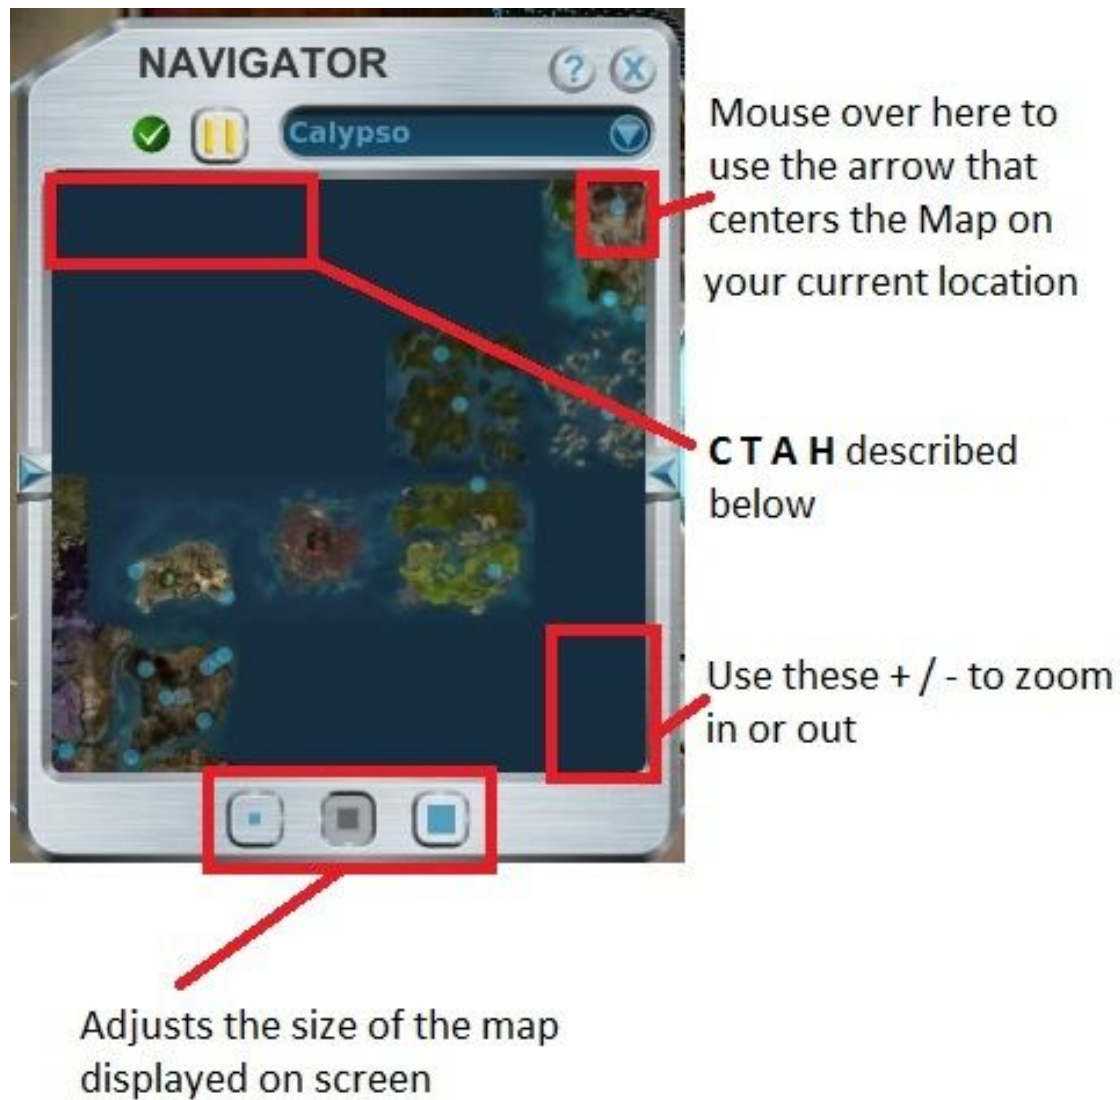 NAVIGATOR
?
X
Calypso
Mouse over here to
use the arrow that
centers the Map on
your current location
C T A H described
below
Use these + / - to zoom
in or out
Adjusts the size of the map
displayed on screen